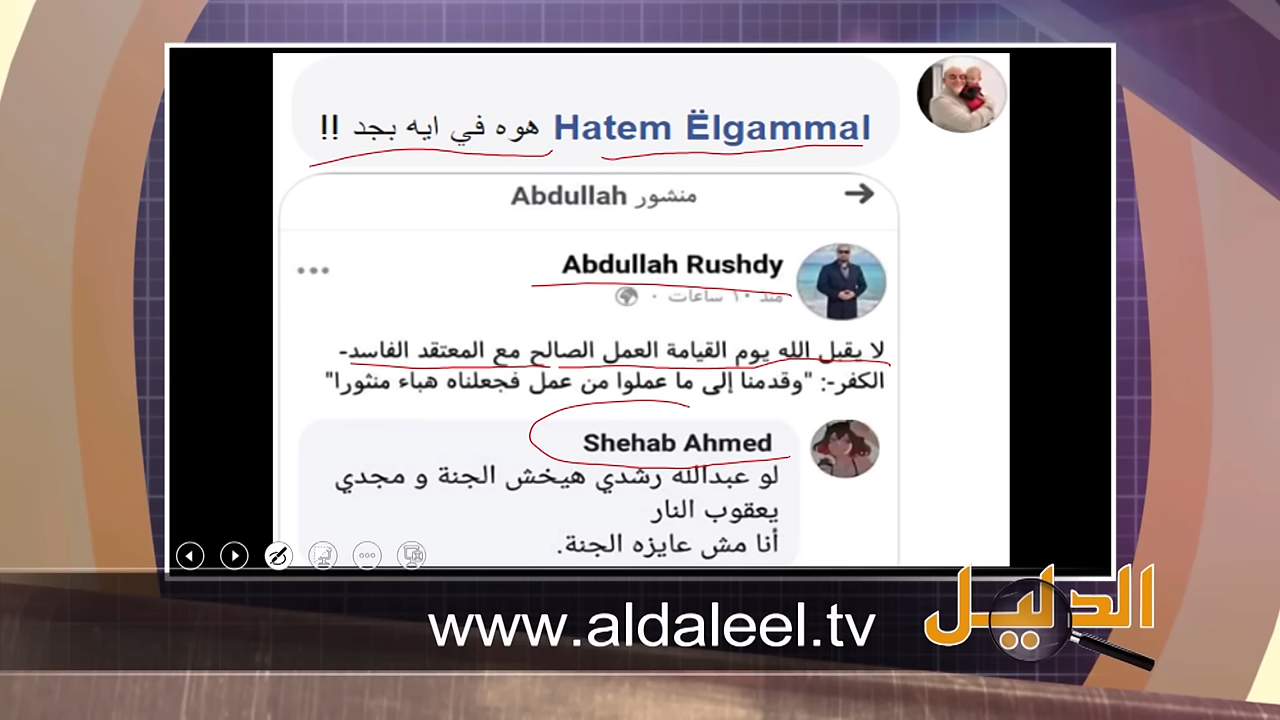 Hatem Ëlgammal هوه في ايه بجد !!
منشور Abdullah
Abdullah Rushdy
منذ ١٠ ساعات ·
لا يقبل الله يوم القيامة العمل الصالح مع المعتقد الفاسد-
الكفر-: "وقدمنا إلى ما عملوا من عمل فجعلناه هباء منثورا"
Shehab Ahmed
لو عبدالله رشدي هيخش الجنة و مجدي
يعقوب النار
أنا مش عايزه الجنة.
الدليل
www.aldaleel.tv